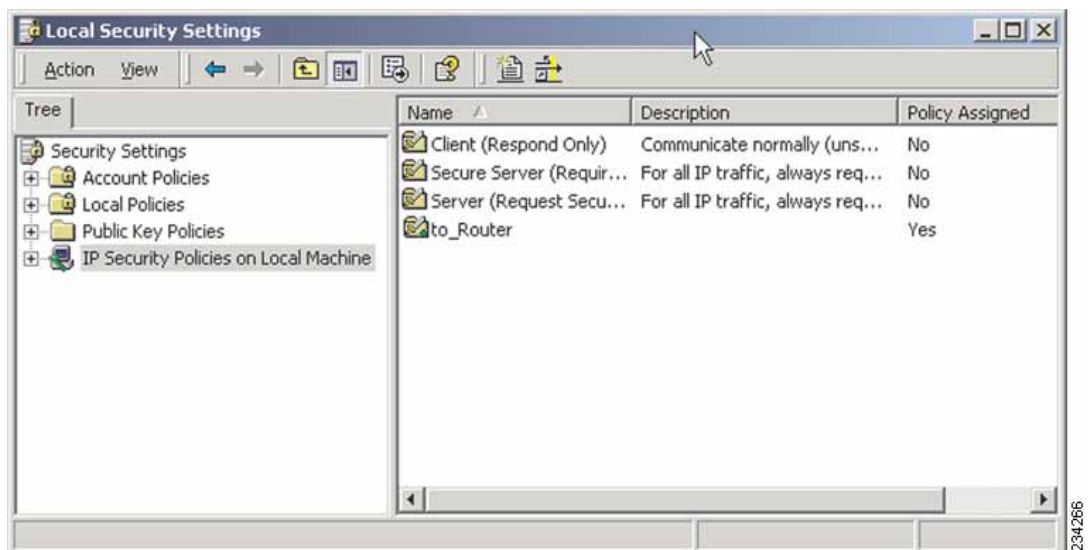 Local Security Settings
Action View
Tree
Name Description Policy Assigned
Security Settings
Account Policies
Local Policies
Public Key Policies
IP Security Policies on Local Machine
Client (Respond Only) Communicate normally (uns... No
Secure Server (Requir... For all IP traffic, always req... No
Server (Request Secu... For all IP traffic, always req... No
to_Router Yes
234266